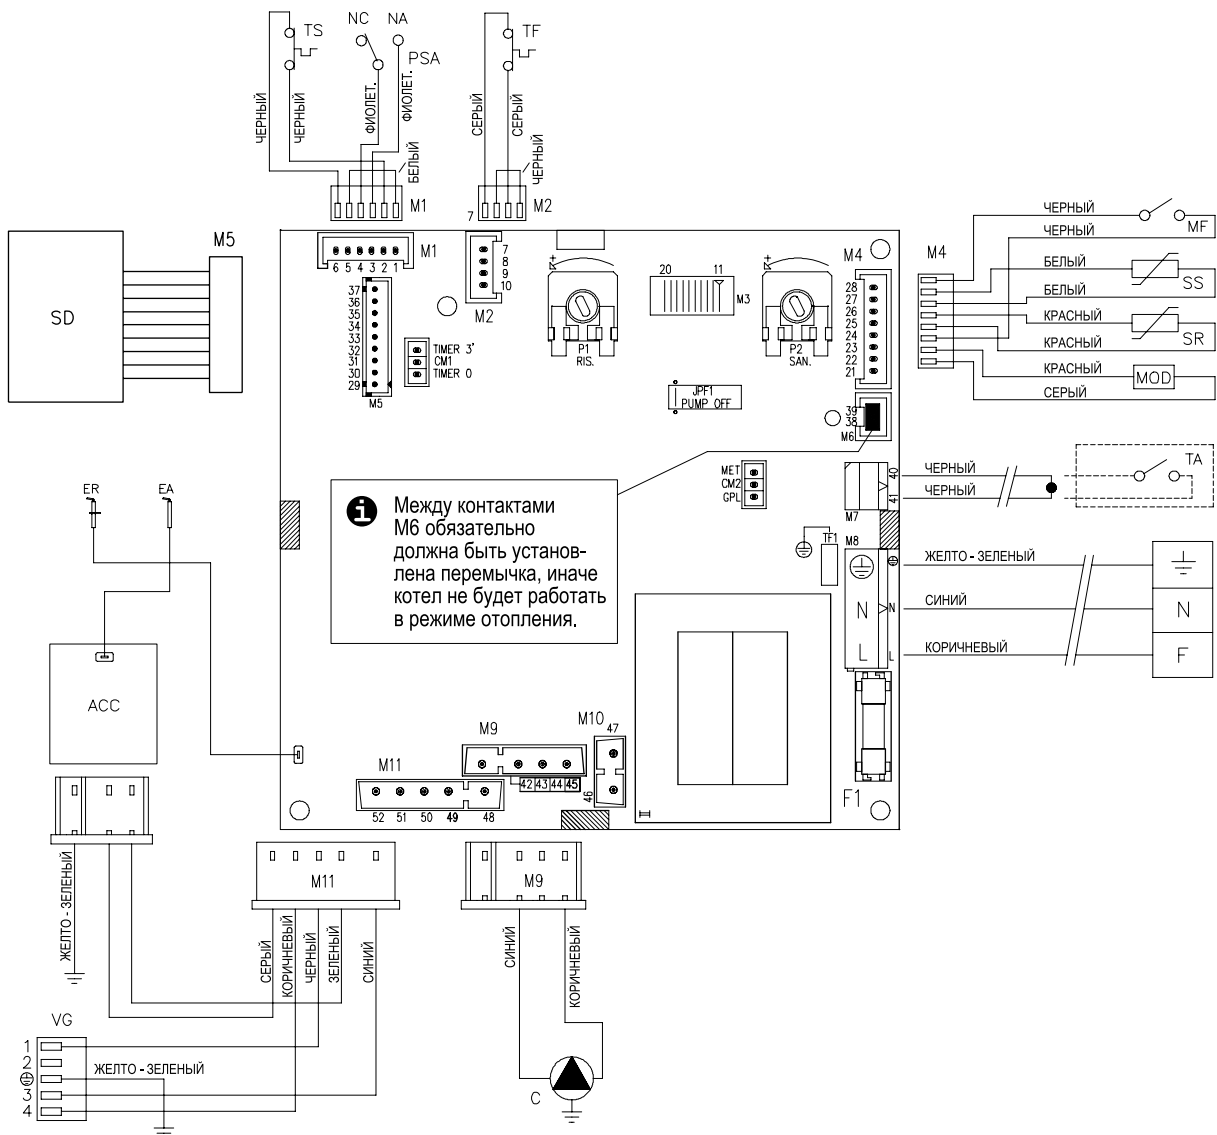 TS
NC
NA
PSA
TF
ЧЕРНЫЙ
ЧЕРНЫЙ
ФИОЛЕТ.
ФИОЛЕТ.
БЕЛЫЙ
СЕРЫЙ
СЕРЫЙ
ЧЕРНЫЙ
M1
7
M2
SD
M5
M1
6 5 4 3 2 1
7
8
9
10
M2
37
36
35
34
33
32
31
30
29
M5
TIMER 3'
CM1
TIMER 0
+
P1
RIS.
20
11
M3
+
P2
SAN.
JPF1
PUMP OFF
M4
28
27
26
25
24
23
22
21
39
38
M6
M4
ЧЕРНЫЙ
MF
ЧЕРНЫЙ
БЕЛЫЙ
SS
БЕЛЫЙ
КРАСНЫЙ
SR
КРАСНЫЙ
КРАСНЫЙ
MOD
СЕРЫЙ
MET
CM2
GPL
40
41
M7
ЧЕРНЫЙ
ЧЕРНЫЙ
TA
i
Между контактами
М6 обязательно
должна быть установ-
лена перемычка, иначе
котел не будет работать
в режиме отопления.
TF1
M8
N
N
L
L
F1
ЖЕЛТО - ЗЕЛЕНЫЙ
СИНИЙ
N
КОРИЧНЕВЫЙ
F
ER
EA
ACC
M9
42 43 44 45
M10
47
46
M11
52 51 50 49 48
ЖЕЛТО - ЗЕЛЕНЫЙ
M11
СЕРЫЙ
КОРИЧНЕВЫЙ
ЧЕРНЫЙ
ЗЕЛЕНЫЙ
СИНИЙ
M9
СИНИЙ
КОРИЧНЕВЫЙ
C
VG
1
2
3
4
ЖЕЛТО - ЗЕЛЕНЫЙ